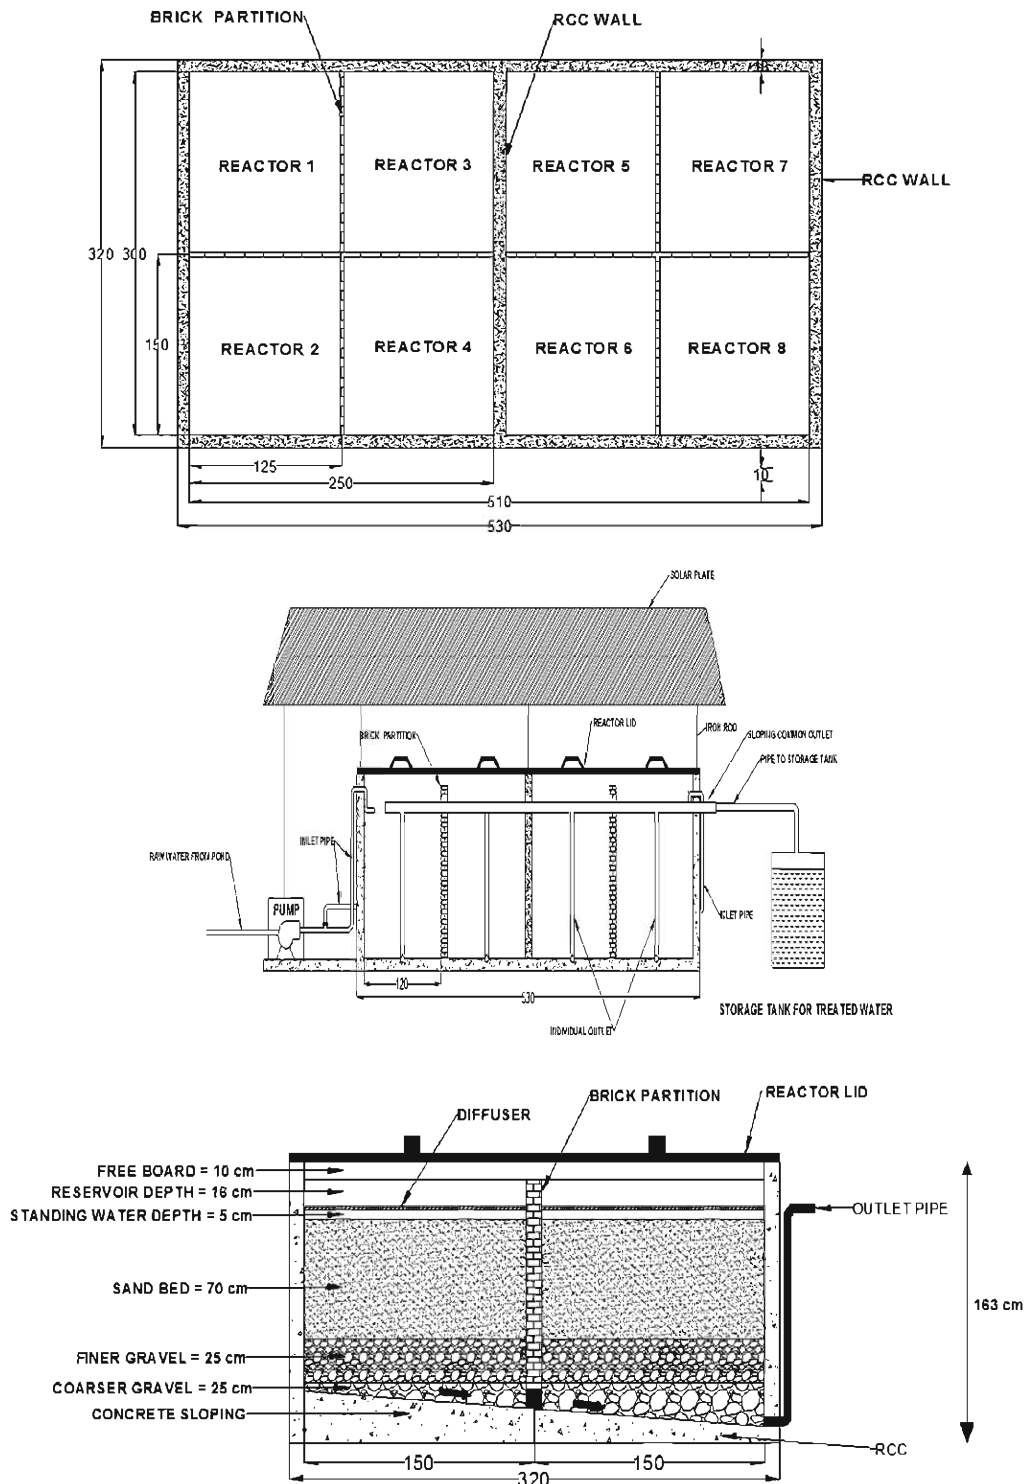 BRICK PARTITION
RCC WALL
REACTOR 1
REACTOR 3
REACTOR 5
REACTOR 7
RCC WALL
320
300
150
REACTOR 2
REACTOR 4
REACTOR 6
REACTOR 8
125
250
10
510
530
SOLAR PLATE
BRICK PARTITION
REACTOR LID
IRON ROD
SLOPING COMMON OUTLET
PIPE TO STORAGE TANK
INLET PIPE
RAW WATER FROM POND
PUMP
INLET PIPE
120
530
INDIVIDUAL OUTLET
STORAGE TANK FOR TREATED WATER
DIFFUSER
BRICK PARTITION
REACTOR LID
FREE BOARD = 10 cm
RESERVOIR DEPTH = 16 cm
STANDING WATER DEPTH = 5 cm
OUTLET PIPE
SAND BED = 70 cm
163 cm
FINER GRAVEL = 25 cm
COARSER GRAVEL = 25 cm
CONCRETE SLOPING
RCC
150
150
320